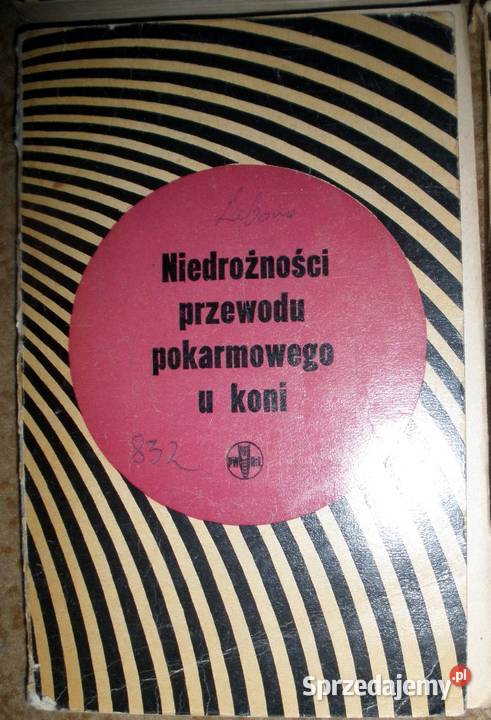 Niedrożności
przewodu
pokarmowego
u koni
832
PWRiL
Sprzedajemy.pl